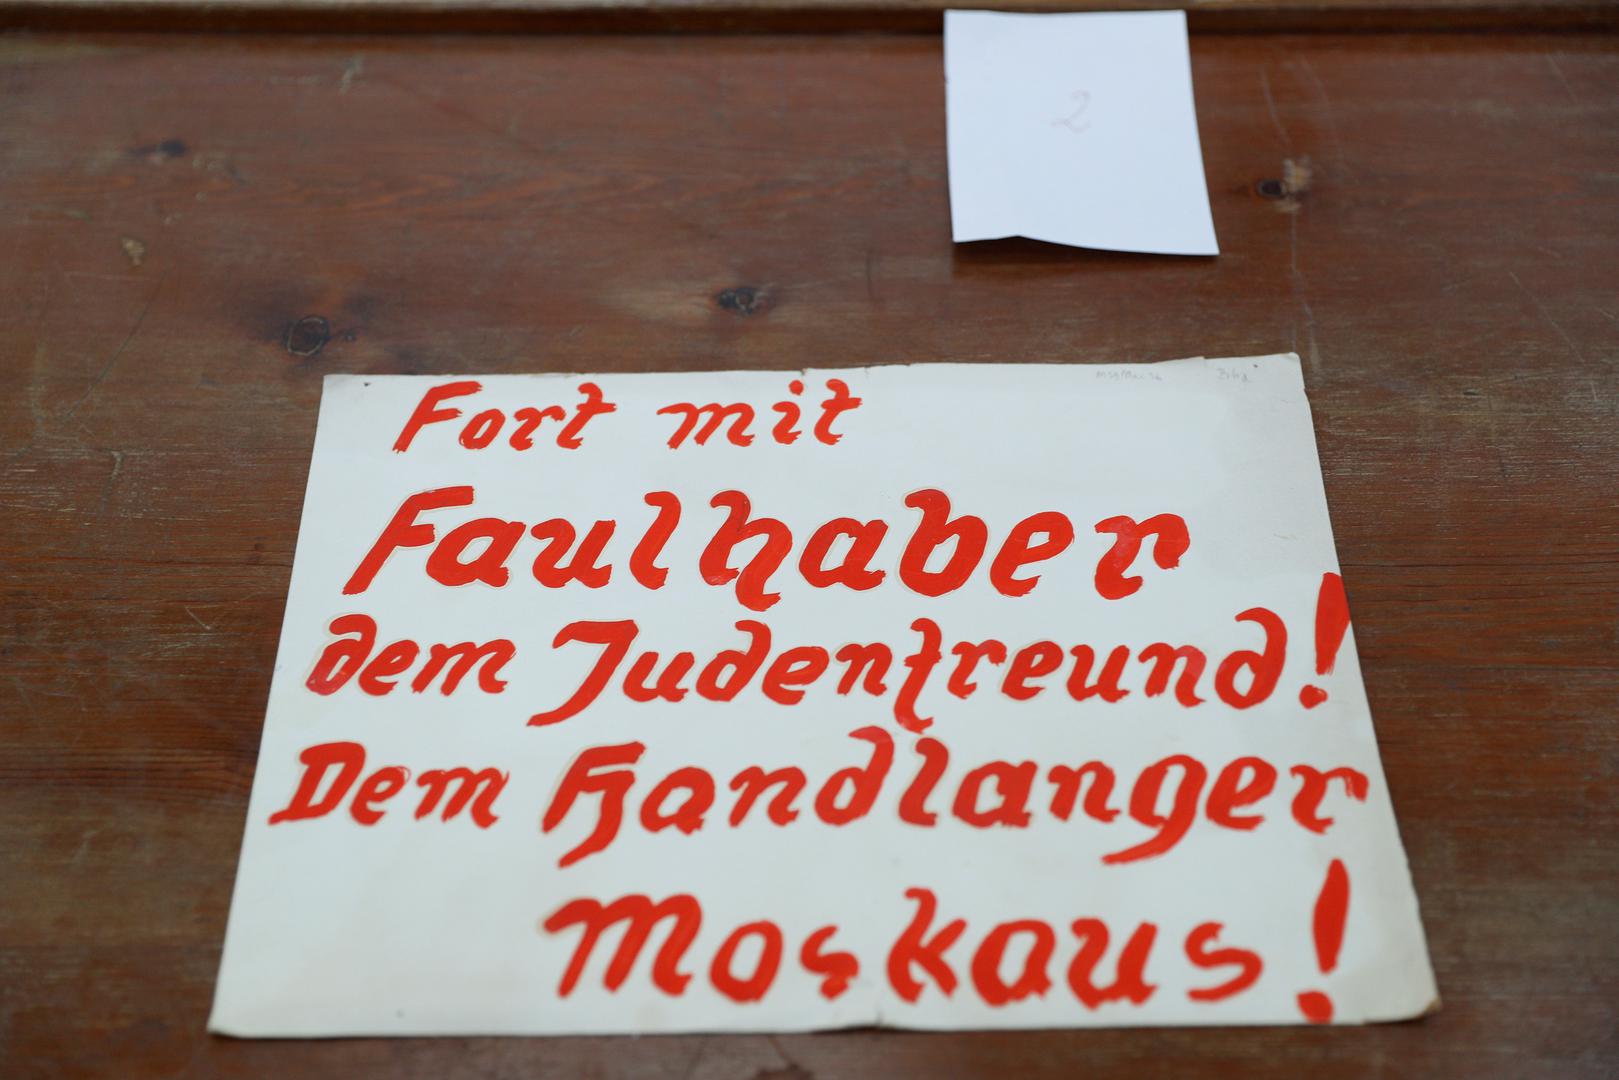 2
Fort mit
Faulhaber
dem Judenfreund!
Dem Handlanger
Moskaus!